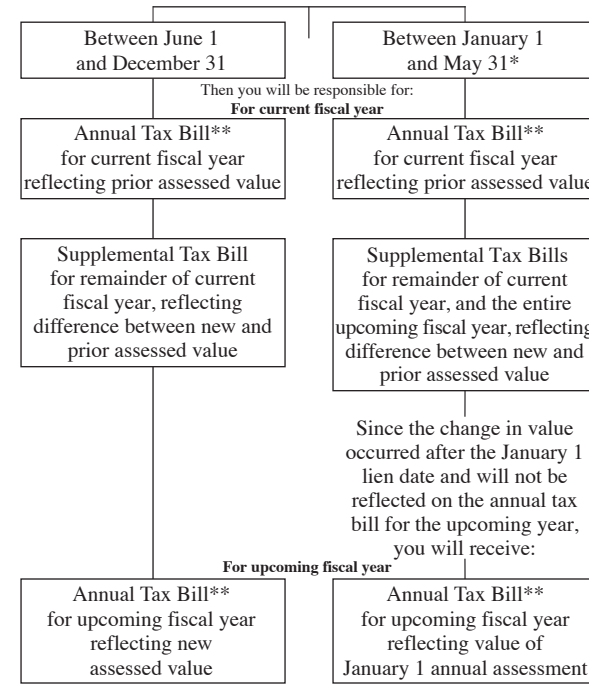 Between June 1
and December 31
Between January 1
and May 31*
Then you will be responsible for:
For current fiscal year
Annual Tax Bill**
for current fiscal year
reflecting prior assessed value
Annual Tax Bill**
for current fiscal year
reflecting prior assessed value
Supplemental Tax Bill
for remainder of current
fiscal year, reflecting
difference between new and
prior assessed value
Supplemental Tax Bills
for remainder of current
fiscal year, and the entire
upcoming fiscal year, reflecting
difference between new and
prior assessed value
Since the change in value
occurred after the January 1
lien date and will not be
reflected on the annual tax
bill for the upcoming year,
you will receive:
For upcoming fiscal year
Annual Tax Bill**
for upcoming fiscal year
reflecting new
assessed value
Annual Tax Bill**
for upcoming fiscal year
reflecting value of
January 1 annual assessment